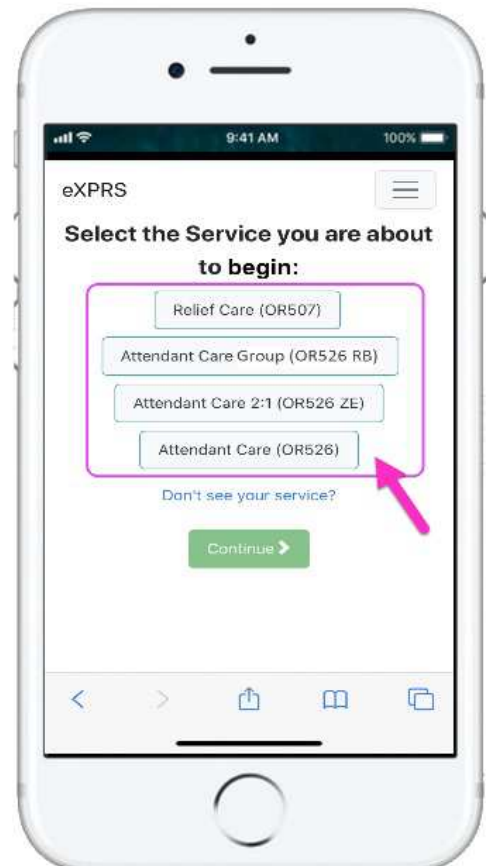 9:41 AM 100%
eXPRS
Select the Service you are about
to begin:
Relief Care (OR507)
Attendant Care Group (OR526 RB)
Attendant Care 2:1 (OR526 ZE)
Attendant Care (OR526)
Don't see your service?
Continue